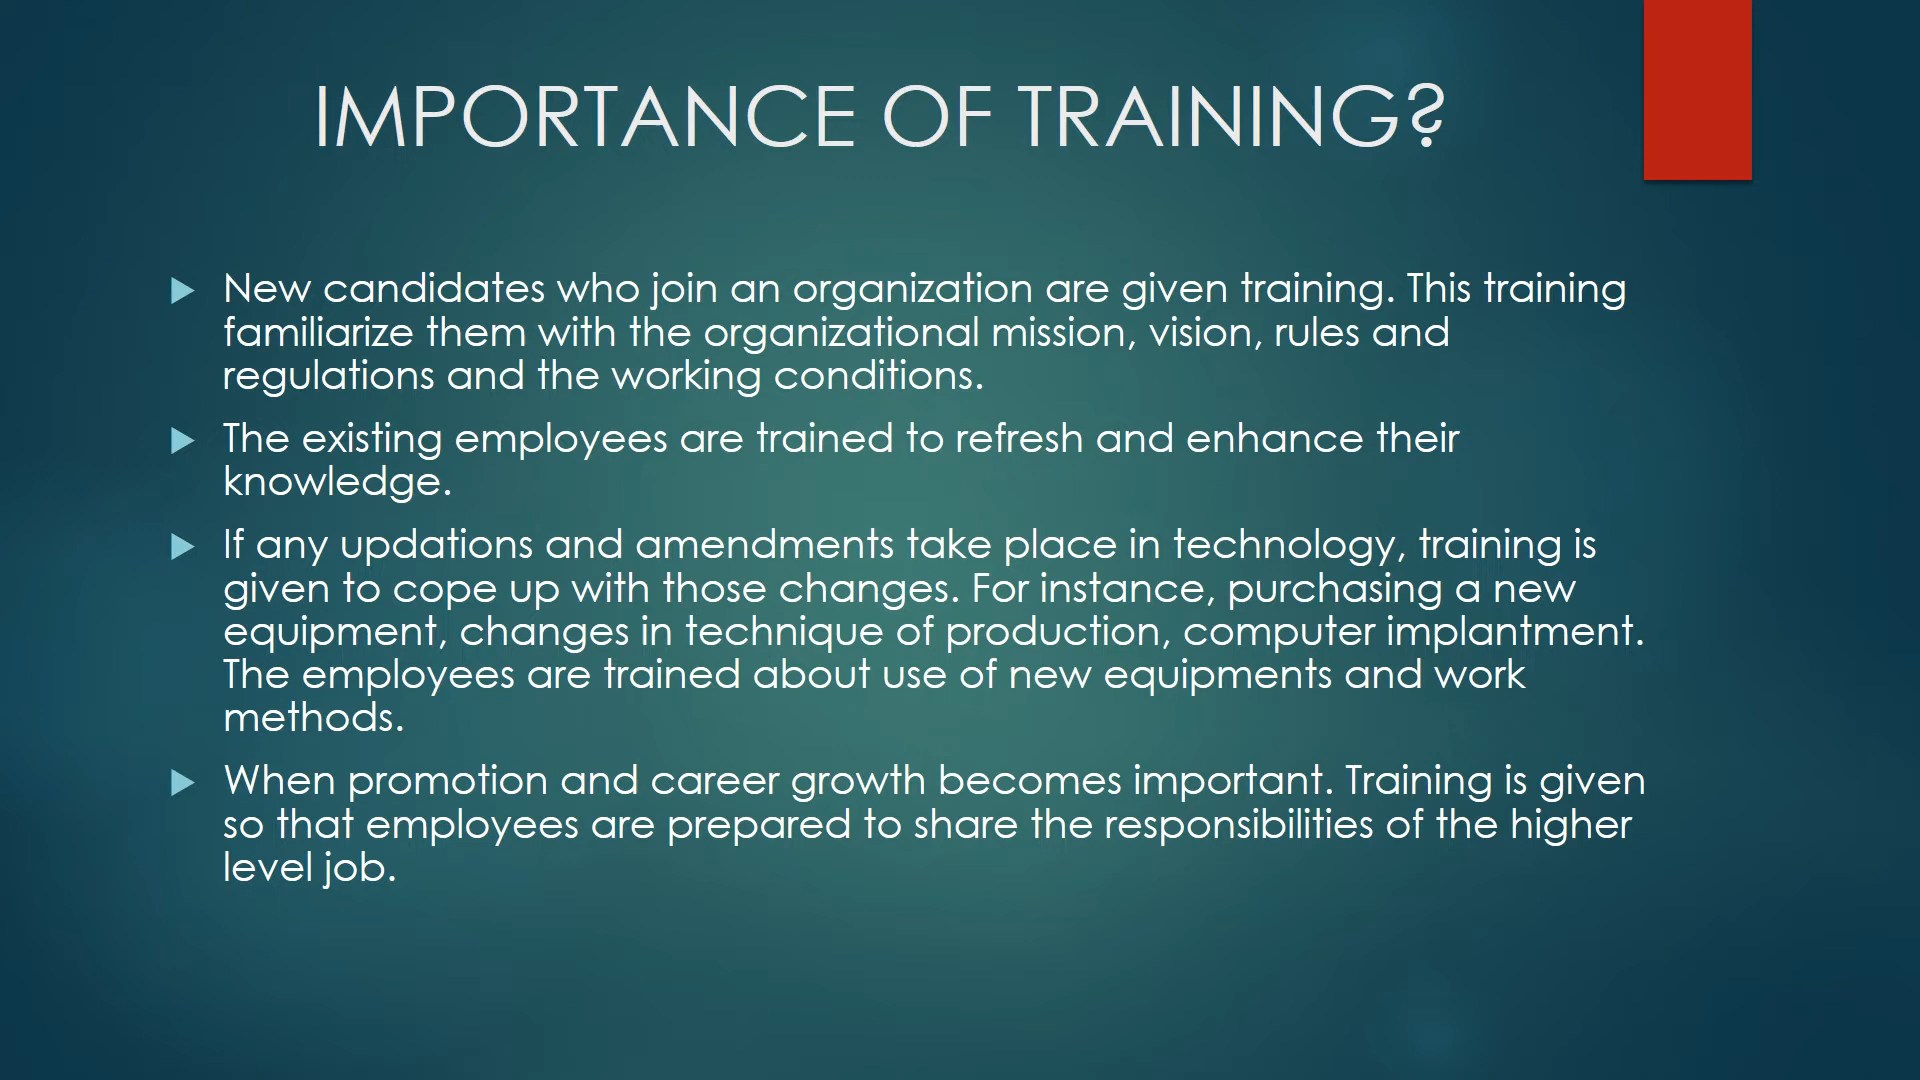 IMPORTANCE OF TRAINING?
New candidates who join an organization are given training. This training
familiarize them with the organizational mission, vision, rules and
regulations and the working conditions.
The existing employees are trained to refresh and enhance their
knowledge.
If any updations and amendments take place in technology, training is
given to cope up with those changes. For instance, purchasing a new
equipment, changes in technique of production, computer implantment.
The employees are trained about use of new equipments and work
methods.
When promotion and career growth becomes important. Training is given
so that employees are prepared to share the responsibilities of the higher
level job.